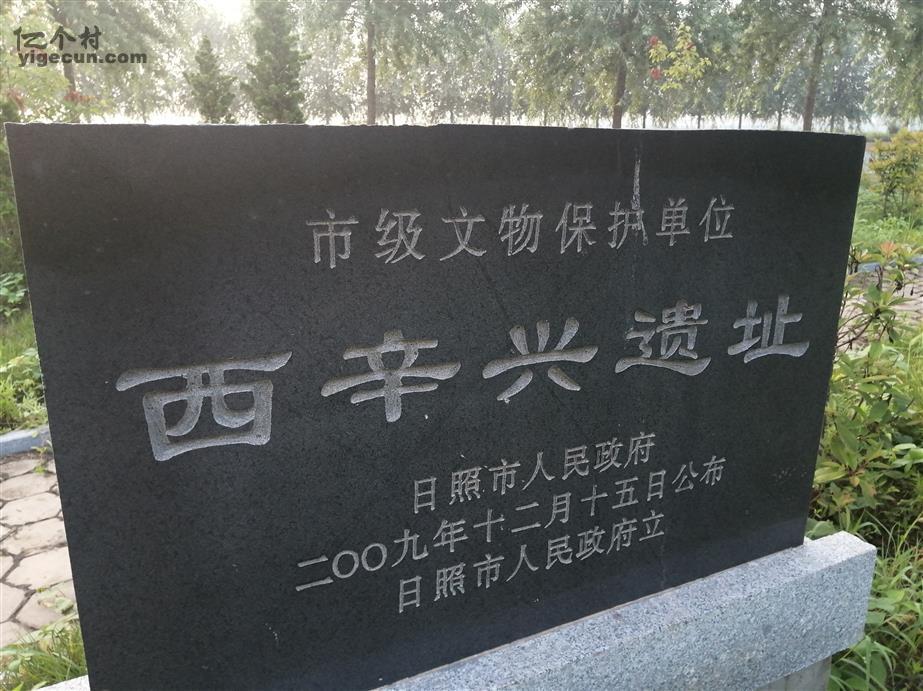 亿个村
yigecun.com
市级文物保护单位
西辛兴遗址
日照市人民政府
二〇〇九年十二月十五日公布
日照市人民政府立